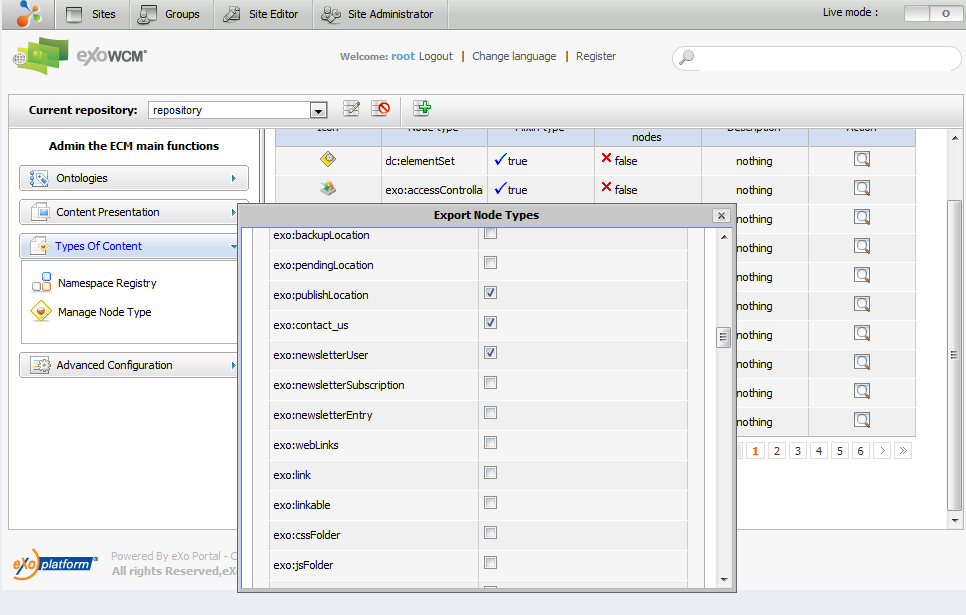 Sites Groups Site Editor Site Administrator Live mode : O
eXoWCM Welcome: root Logout | Change language | Register
Current repository: repository
Admin the ECM main functions
Ontologies
Content Presentation
Types Of Content
Namespace Registry
Manage Node Type
Advanced Configuration
Icon Node type Mixin type nodes Description Action
dc:elementSet true false nothing
exo:accessControlla true false nothing
nothing
nothing
nothing
nothing
nothing
nothing
nothing
nothing
1 2 3 4 5 6 > >>
Export Node Types
exo:backupLocation
exo:pendingLocation
exo:publishLocation
exo:contact_us
exo:newsletterUser
exo:newsletterSubscription
exo:newsletterEntry
exo:webLinks
exo:link
exo:linkable
exo:cssFolder
exo:jsFolder
eXo platform Powered By eXo Portal - C
All rights Reserved,eX